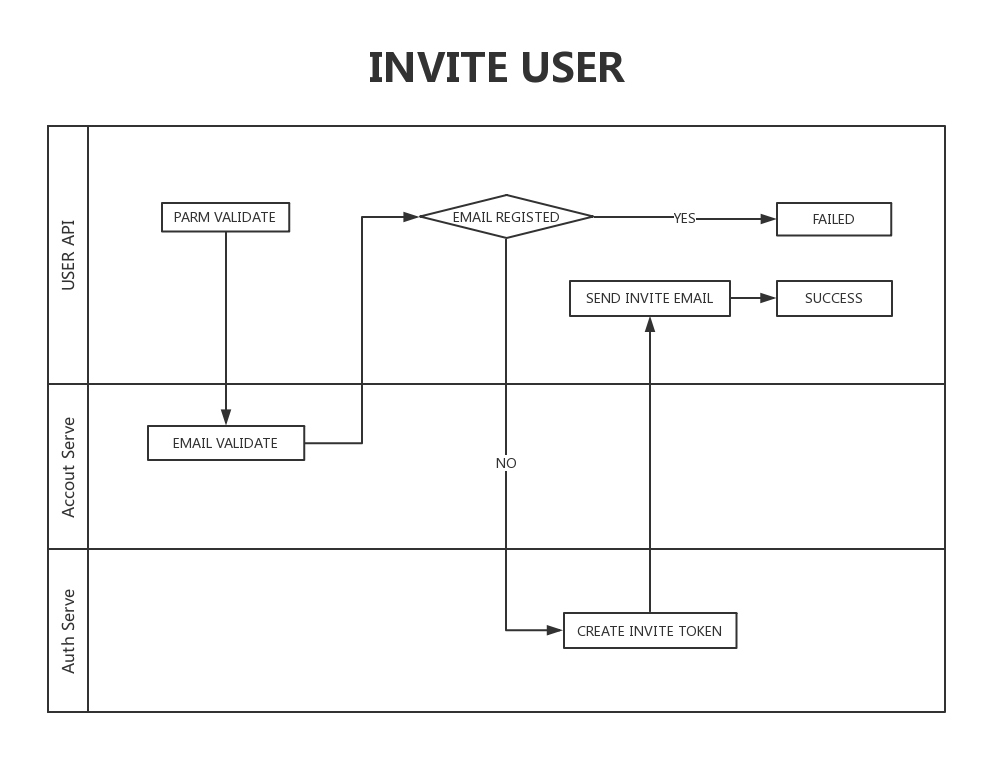 INVITE USER
USER API
PARM VALIDATE
EMAIL REGISTED
YES
FAILED
SEND INVITE EMAIL
SUCCESS
Accout Serve
EMAIL VALIDATE
NO
Auth Serve
CREATE INVITE TOKEN